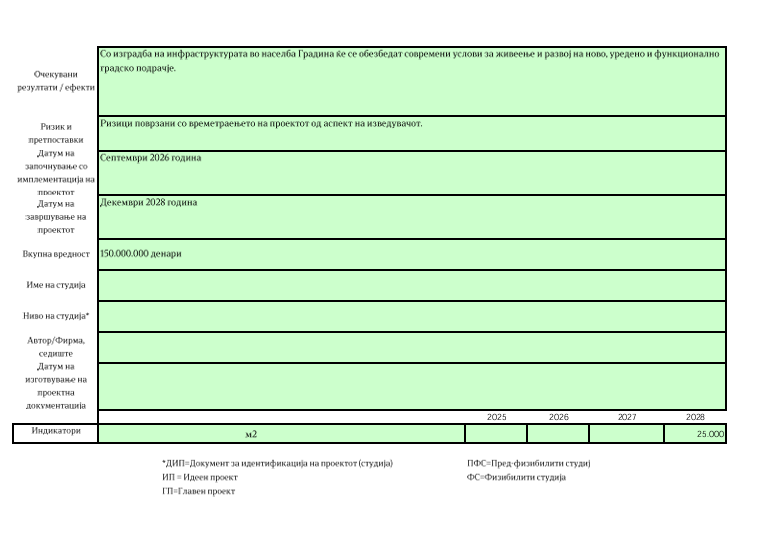 Очекувани
резултати / ефекти
Со изградба на инфраструктурата во населба Градина ќе се обезбедат современи услови за живеење и развој на ново, уредено и функционално
градско подрачје.
Ризик и
претпоставки
Ризици поврзани со времетраењето на проектот од аспект на изведувачот.
Датум на
започнување со
имплементација на
проектот
Септември 2026 година
Датум на
завршување на
проектот
Декември 2028 година
Вкупна вредност
150.000.000 денари
Име на студија
Ниво на студија*
Автор/Фирма,
седиште
Датум на
изготвување на
проектна
документација
2025 2026 2027 2028
Индикатори м2 25.000
*ДИП=Документ за идентификација на проектот (студија) ПФС=Пред-физибилити студиј
ИП = Идеен проект ФС=Физибилити студија
ГП=Главен проект